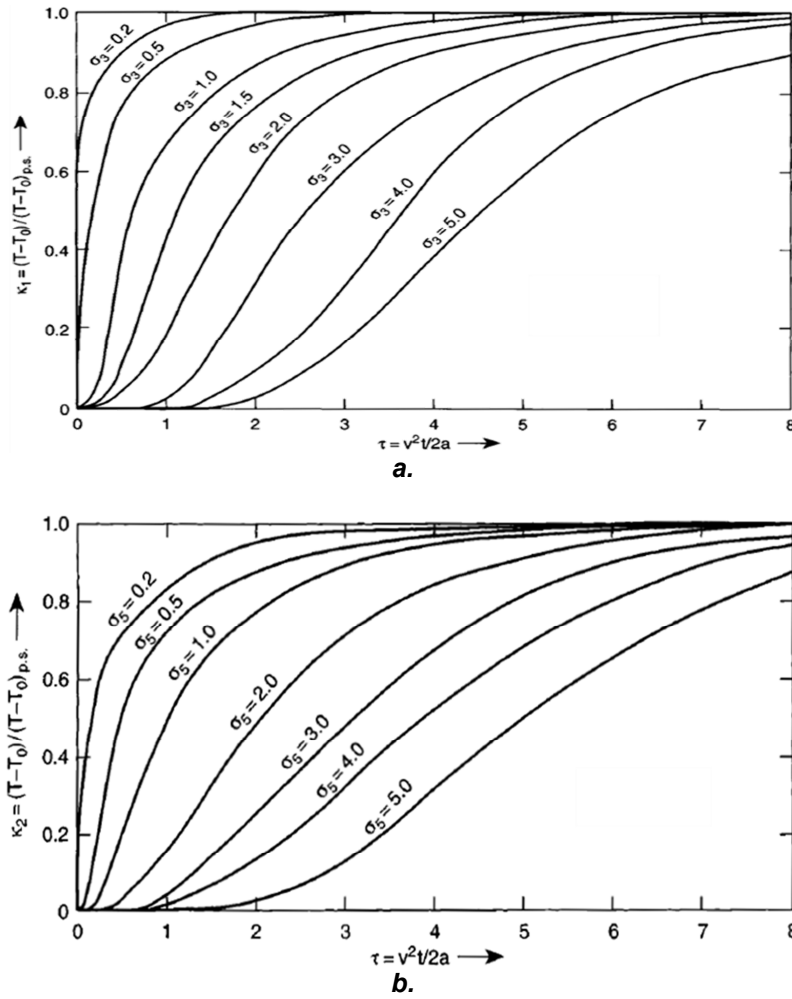 1.0
0.8
0.6
0.4
0.2
0
κ₁ = (T−T₀)/(T−T₀)p.s.
σ₃ = 0.2
σ₃ = 0.5
σ₃ = 1.0
σ₃ = 1.5
σ₃ = 2.0
σ₃ = 3.0
σ₃ = 4.0
σ₃ = 5.0
0 1 2 3 4 5 6 7 8
τ = v²t/2a
a.
1.0
0.8
0.6
0.4
0.2
0
κ₂ = (T−T₀)/(T−T₀)p.s.
σ₅ = 0.2
σ₅ = 0.5
σ₅ = 1.0
σ₅ = 2.0
σ₅ = 3.0
σ₅ = 4.0
σ₅ = 5.0
0 1 2 3 4 5 6 7 8
τ = v²t/2a
b.